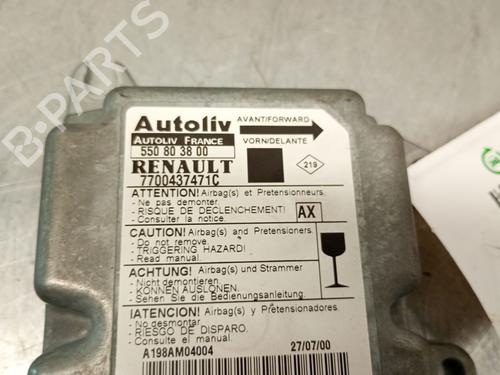 B-PARTS
Autoliv
AVANT/FORWARD
AUTOLIV FRANCE
VORN/DELANTE
550 80 38 00
RENAULT
219
7700437471C
ATTENTION! Airbag(s) et Pretensionneurs.
- Ne pas demonter.
- RISQUE DE DECLENCHEMENT!
- Consulter la notice.
AX
CAUTION! Airbag(s) and Pretensioners.
- Do not remove.
- TRIGGERING HAZARD!
- Read manual.
ACHTUNG! Airbag(s) und Strammer
- Nicht demontieren.
- KÖNNEN AUSLÖSEN.
- Sehen Sie die Bedienungsanleitung.
!ATENCION! Airbag(s) y Pretensionadores.
- No desmontar.
- RIESGO DE DISPARO.
- Consultar el manual.
A198AM04004
27/07/00